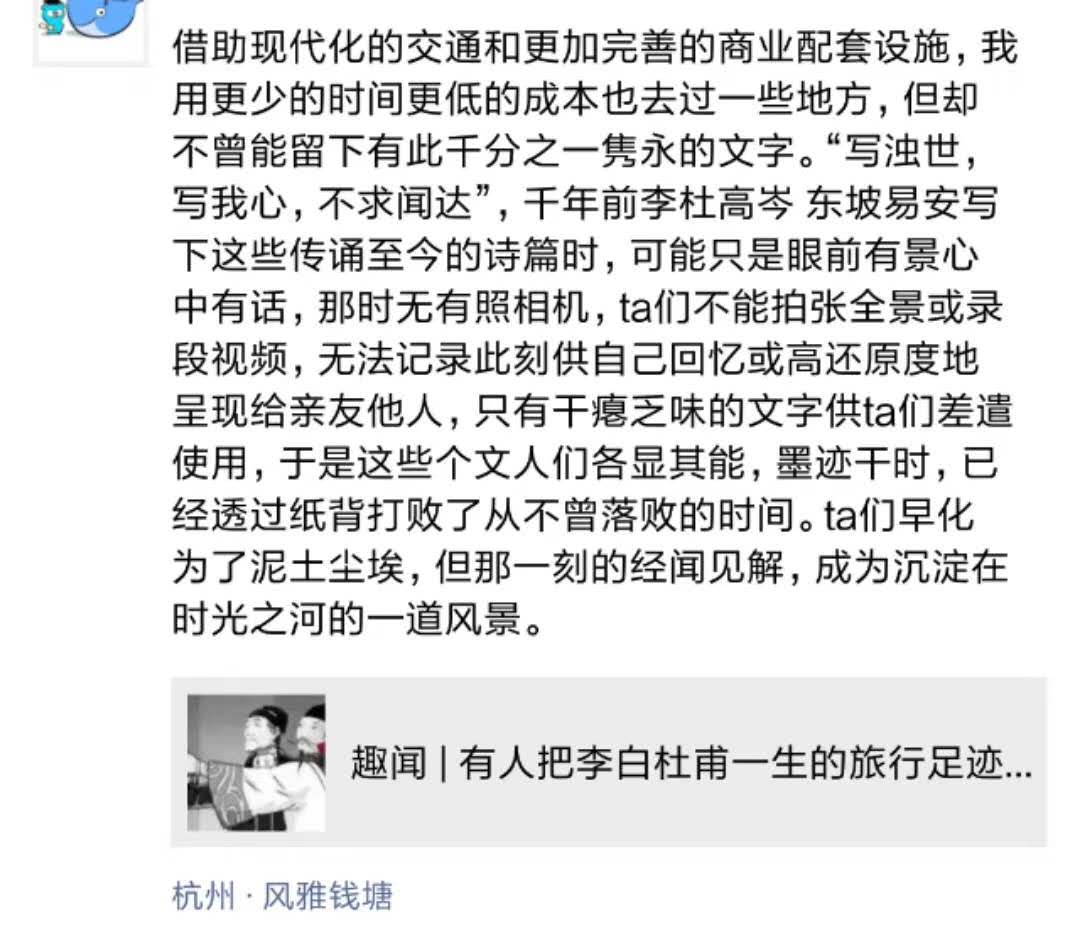 借助现代化的交通和更加完善的商业配套设施，我
用更少的时间更低的成本也去过一些地方，但却
不曾能留下有此千分之一隽永的文字。“写浊世，
写我心，不求闻达”，千年前李杜高岑 东坡易安写
下这些传诵至今的诗篇时，可能只是眼前有景心
中有话，那时无有照相机，ta们不能拍张全景或录
段视频，无法记录此刻供自己回忆或高还原度地
呈现给亲友他人，只有干瘪乏味的文字供ta们差遣
使用，于是这些个文人们各显其能，墨迹干时，已
经透过纸背打败了从不曾落败的时间。ta们早化
为了泥土尘埃，但那一刻的经闻见解，成为沉淀在
时光之河的一道风景。
趣闻 | 有人把李白杜甫一生的旅行足迹...
杭州 · 风雅钱塘